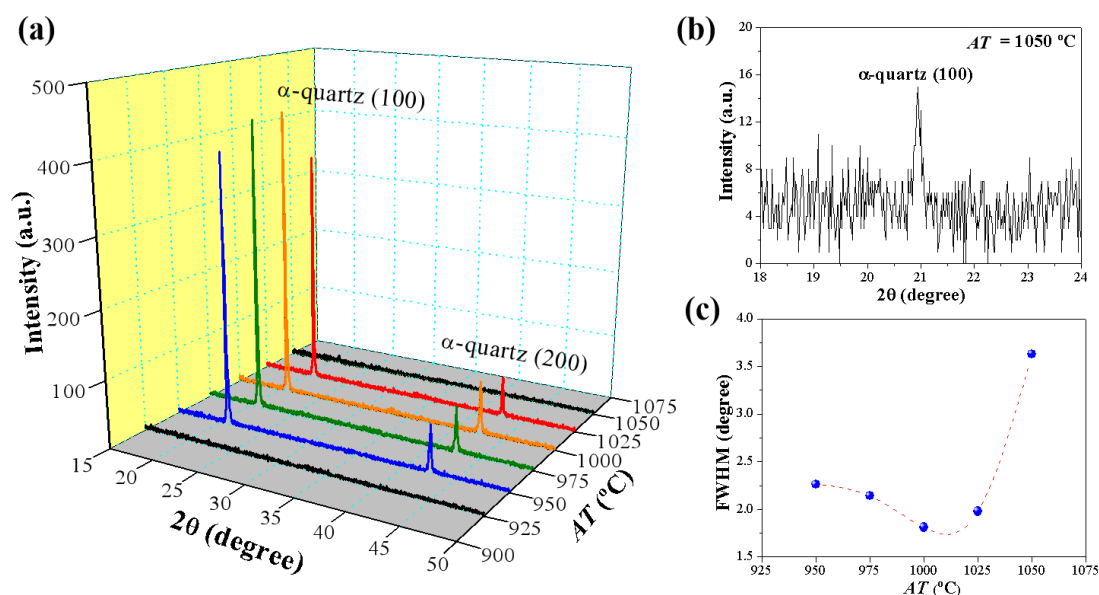 (a)
500
400
300
200
100
Intensity (a.u.)
α-quartz (100)
α-quartz (200)
15
20
25
30
35
40
45
50
2θ (degree)
900
925
950
975
1000
1025
1050
1075
AT (ºC)
(b)
AT = 1050 ºC
α-quartz (100)
20
16
12
8
4
0
Intensity (a.u.)
18 19 20 21 22 23 24
2θ (degree)
(c)
4.0
3.5
3.0
2.5
2.0
1.5
FWHM (degree)
925 950 975 1000 1025 1050 1075
AT (ºC)